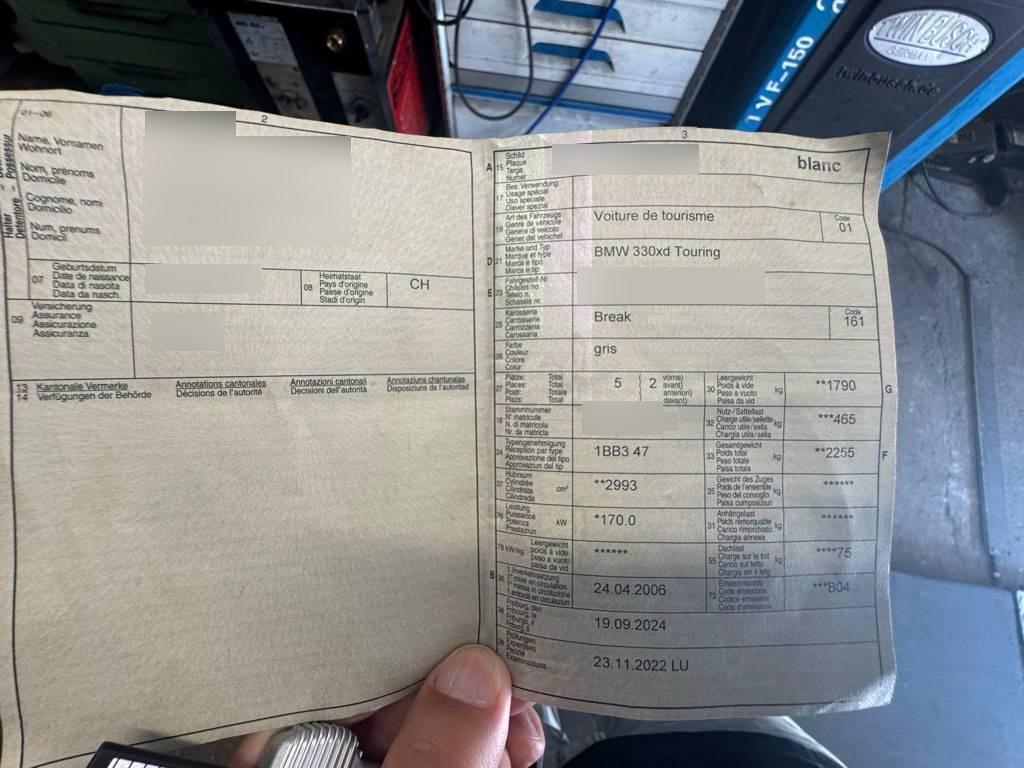 TWIN BUSCH
GERMANY
twinbusch.de
2
3
Name, Vornamen
Wohnort
Nom, prénoms
Domicile
Cognome, nomi
Domicilio
Num, prenums
Domicil
07
Geburtsdatum
Date de naissance
Data di nascita
Data da nasch.
08
Heimatstaat
Pays d'origine
Paese d'origine
Stadi d'origin
CH
09
Versicherung
Assurance
Assicurazione
Assicuranza
13
14
Kantonale Vermerke
Verfügungen der Behörde
Annotations cantonales
Décisions de l'autorité
Annotazioni cantonali
Decisioni dell'autorità
Annotaziuns chantunalas
Disposiziuns da l'autoritad
A
15
Schild
Plaque
Targa
Numer
blanc
17
Bes. Verwendung
Usage spécial
Uso speciale
Diever spezial
19
Art des Fahrzeugs
Genre de véhicule
Genere di veicolo
Gener dal vehichel
Voiture de tourisme
Code
01
D
21
Marke und Typ
Marque et type
Marca e tipo
Marca e tip
BMW 330xd Touring
E
23
Fahrgestell-Nr.
Châssis no
Telaio n.
Schassis nr.
25
Karosserie
Carrosserie
Carrozzeria
Carossaria
Break
Code
161
26
Farbe
Couleur
Colore
Colur
gris
27
Plätze: Total
Places: Total
Posti: Totale
Plazs: Total
5
2
vorne)
avant)
anteriori)
davant)
30
Leergewicht
Poids à vide
Peso a vuoto
Paisa da vid
kg
**1790
G
18
Stammnummer
N° matricule
N. di matricola
Nr. da matricla
32
Nutz-/Sattellast
Charge utile/sellette
Carico utile/sella
Chargia utila/sella
kg
***465
24
Typengenehmigung
Réception par type
Approvazione del tipo
Approvaziun dal tip
1BB3 47
33
Gesamtgewicht
Poids total
Peso totale
Paisa totala
kg
**2255
F
37
Hubraum
Cylindrée
Cilindrata
Cilindrada
cm³
**2993
35
Gewicht des Zuges
Poids de l'ensemble
Peso del convoglio
Paisa cumposiziun
kg
******
76
Leistung
Puissance
Potenza
Prestaziun
kW
*170.0
31
Anhängelast
Poids remorquable
Carico rimorchiato
Chargia annexa
kg
******
78 kW/kg
Leergewicht
poids à vide
peso a vuoto
paisa da vid
******
55
Dachlast
Charge sur le toit
Carico sul tetto
Chargia sin il tetg
kg
****75
B
36
1. Inverkehrsetzung
1re mise en circulation
1a messa in circolazione
1. entrada en circulaziun
24.04.2006
72
Emissionscode
Code émissions
Codice emissioni
Code d'emissiuns
***B04
38
Freiburg, den
Fribourg, le
Friburgo, il
Friburg, il
19.09.2024
39
Prüfungen
Expertises
Perizie
Examinaziuns
23.11.2022 LU